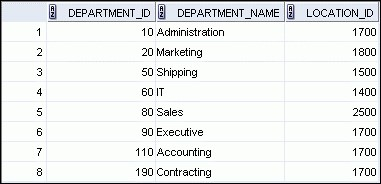 DEPARTMENT_ID DEPARTMENT_NAME LOCATION_ID
1 10 Administration 1700
2 20 Marketing 1800
3 50 Shipping 1500
4 60 IT 1400
5 80 Sales 2500
6 90 Executive 1700
7 110 Accounting 1700
8 190 Contracting 1700